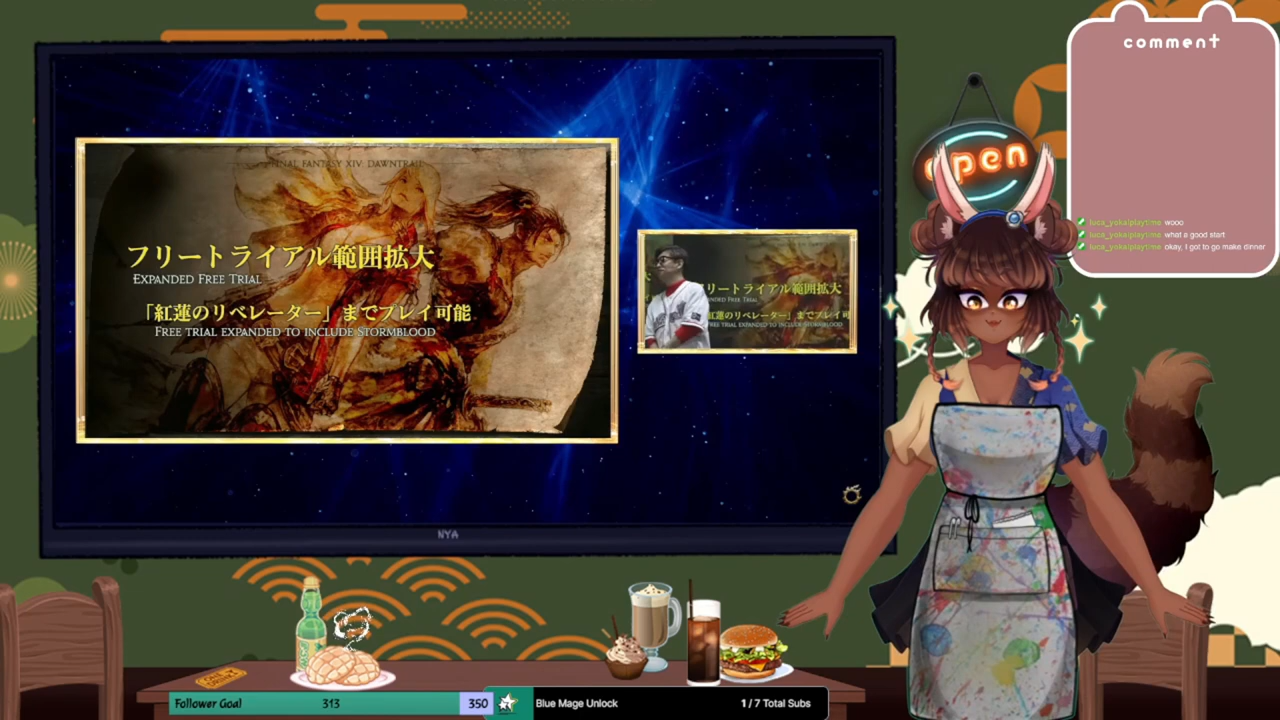 comment
open
FINAL FANTASY XIV: DAWNTRAIL
フリートライアル範囲拡大
EXPANDED FREE TRIAL
「紅蓮のリベレーター」までプレイ可能
FREE TRIAL EXPANDED TO INCLUDE STORMBLOOD
リートライアル範囲拡大
FREE TRIAL
紅蓮のリベレーター」までプレイ可
FREE TRIAL EXPANDED TO INCLUDE STORMBLOOD
luca_yokaiplaytime wooo
luca_yokaiplaytime what a good start
luca_yokaiplaytime okay, I got to go make dinner
NYA
Follower Goal 313 350
Blue Mage Unlock 1 / 7 Total Subs